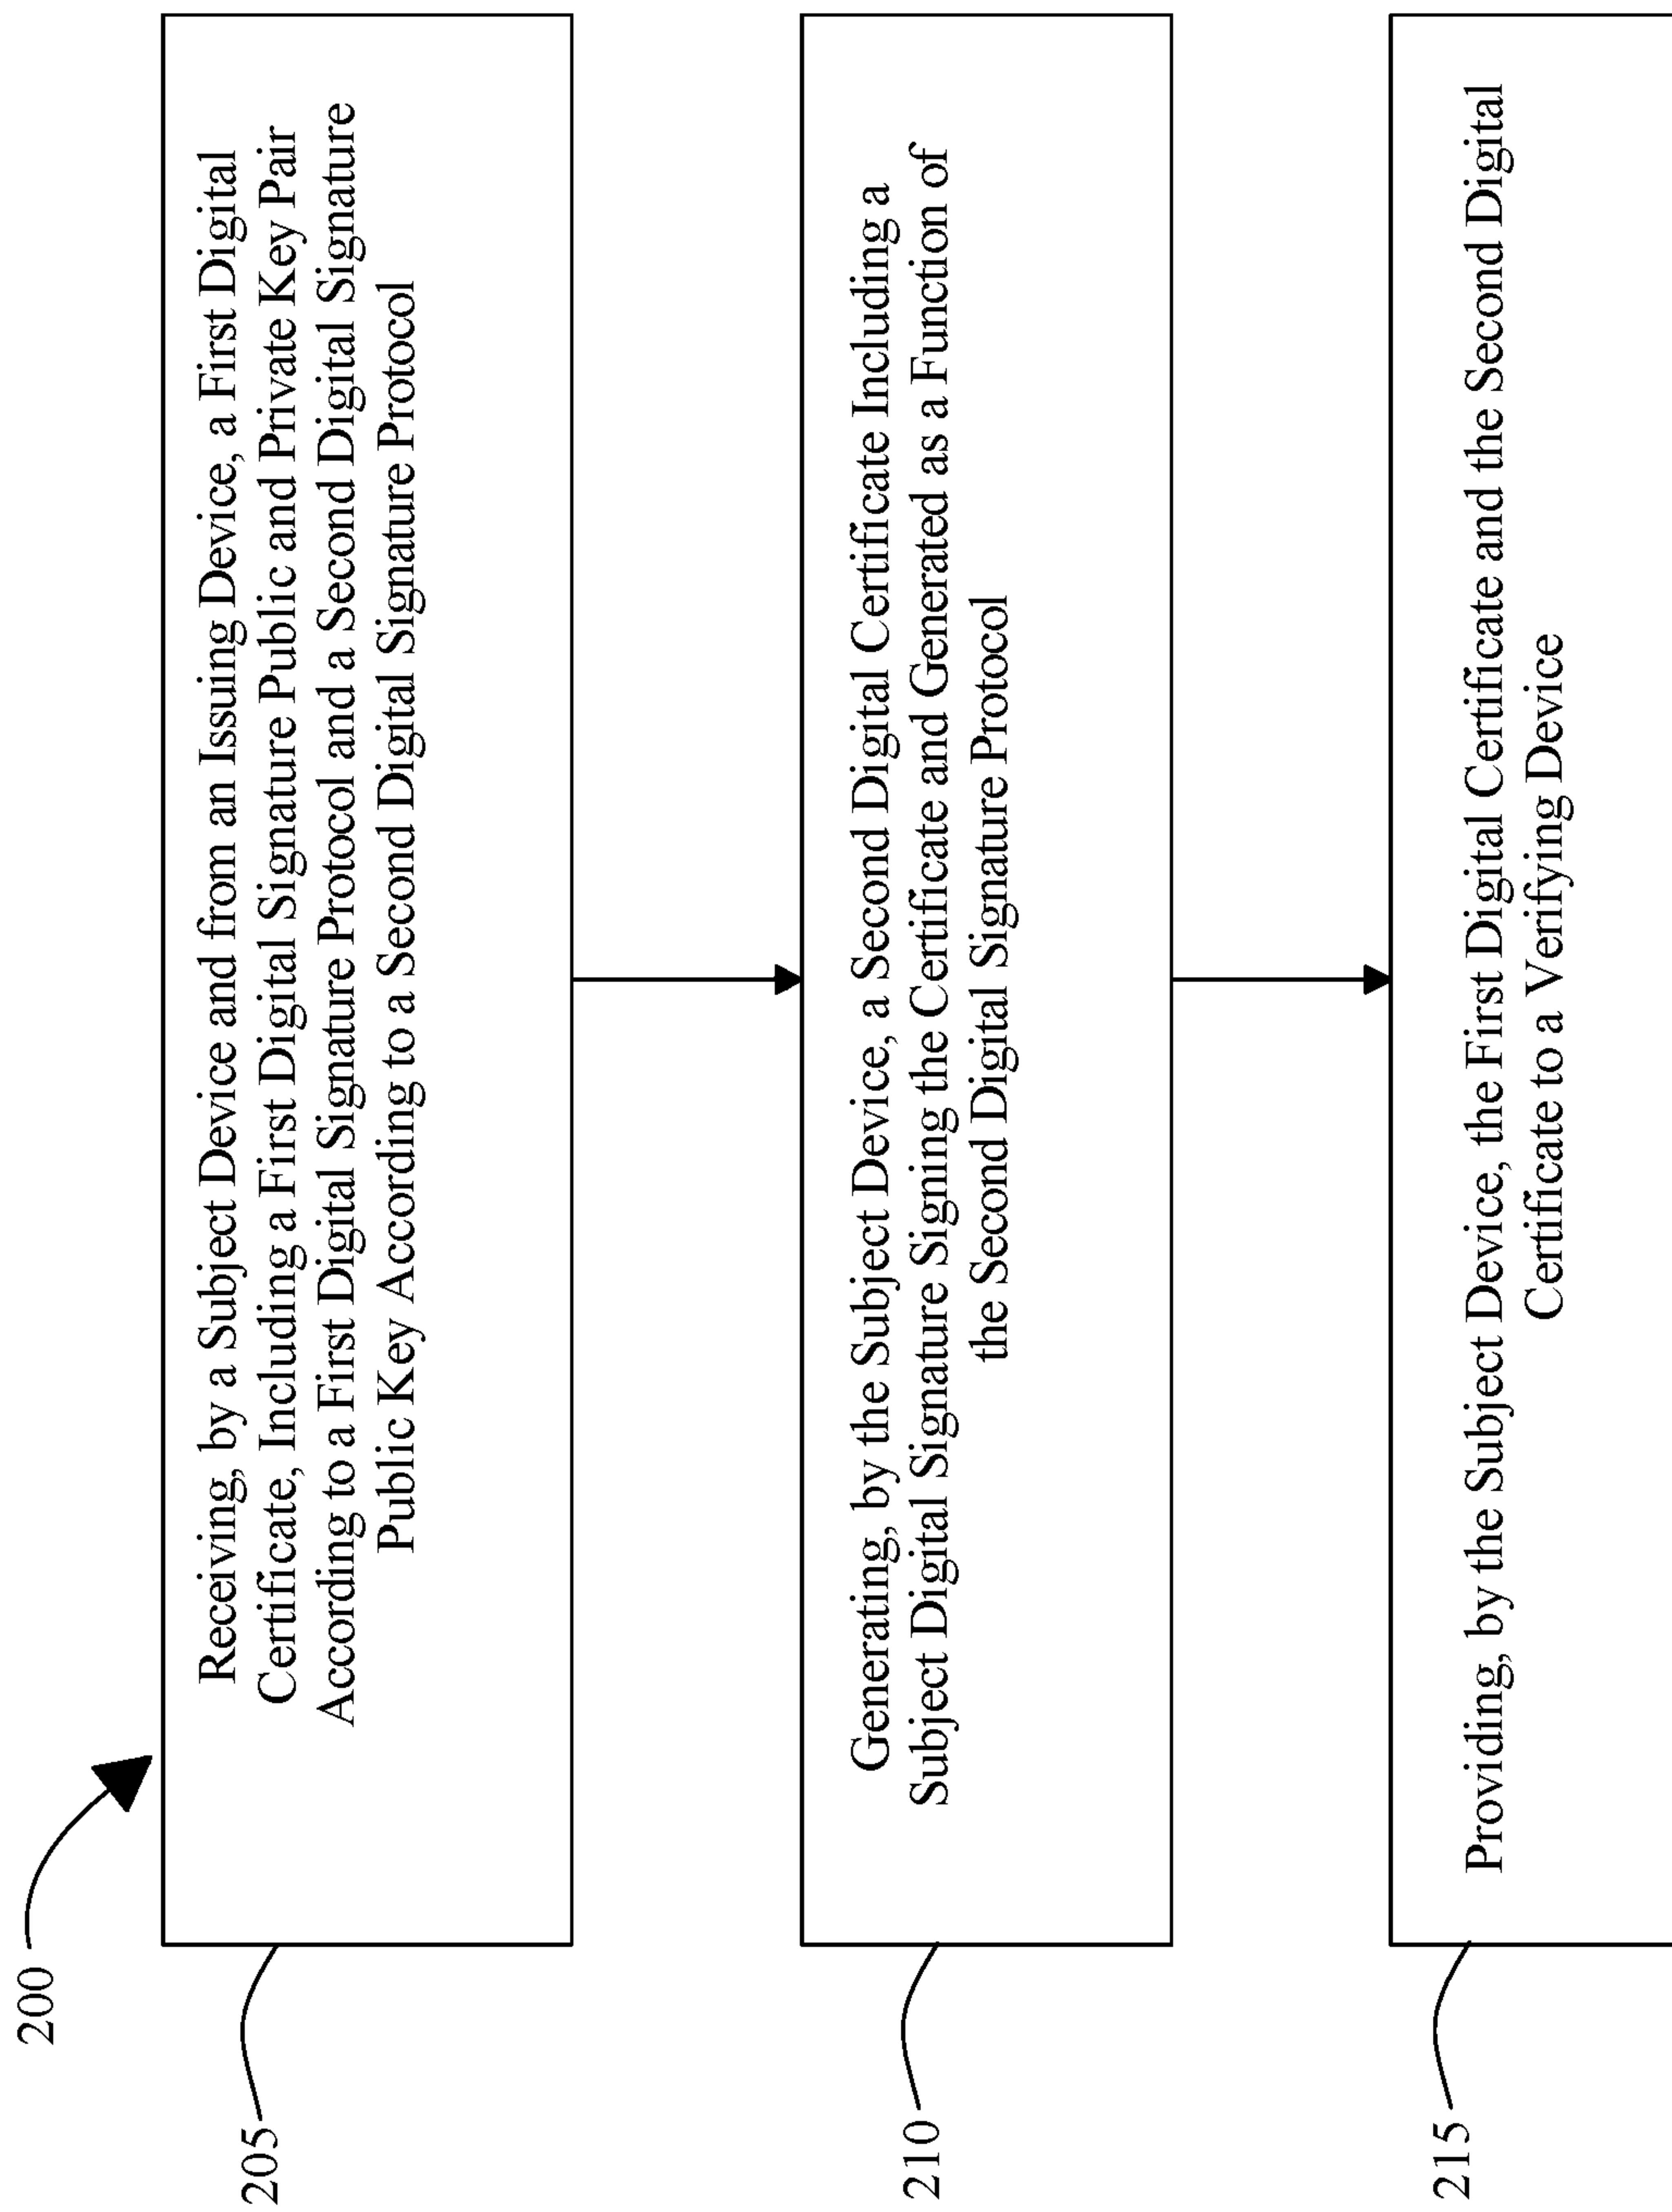 200
205
Receiving, by a Subject Device and from an Issuing Device, a First Digital
Certificate, Including a First Digital Signature Public and Private Key Pair
According to a First Digital Signature Protocol and a Second Digital Signature
Public Key According to a Second Digital Signature Protocol
210
Generating, by the Subject Device, a Second Digital Certificate Including a
Subject Digital Signature Signing the Certificate and Generated as a Function of
the Second Digital Signature Protocol
215
Providing, by the Subject Device, the First Digital Certificate and the Second Digital
Certificate to a Verifying Device